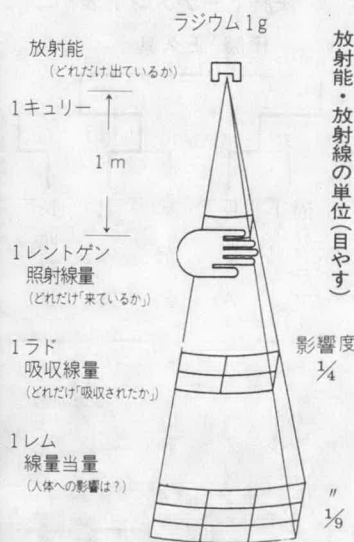 放射能・放射線の単位(目やす)
ラジウム1g
放射能
(どれだけ出ているか)
1キュリー
1m
1レントゲン
照射線量
(どれだけ「来ているか」)
1ラド
吸収線量
(どれだけ「吸収されたか」)
影響度
1/4
1レム
線量当量
(人体への影響は?)
〃
1/9